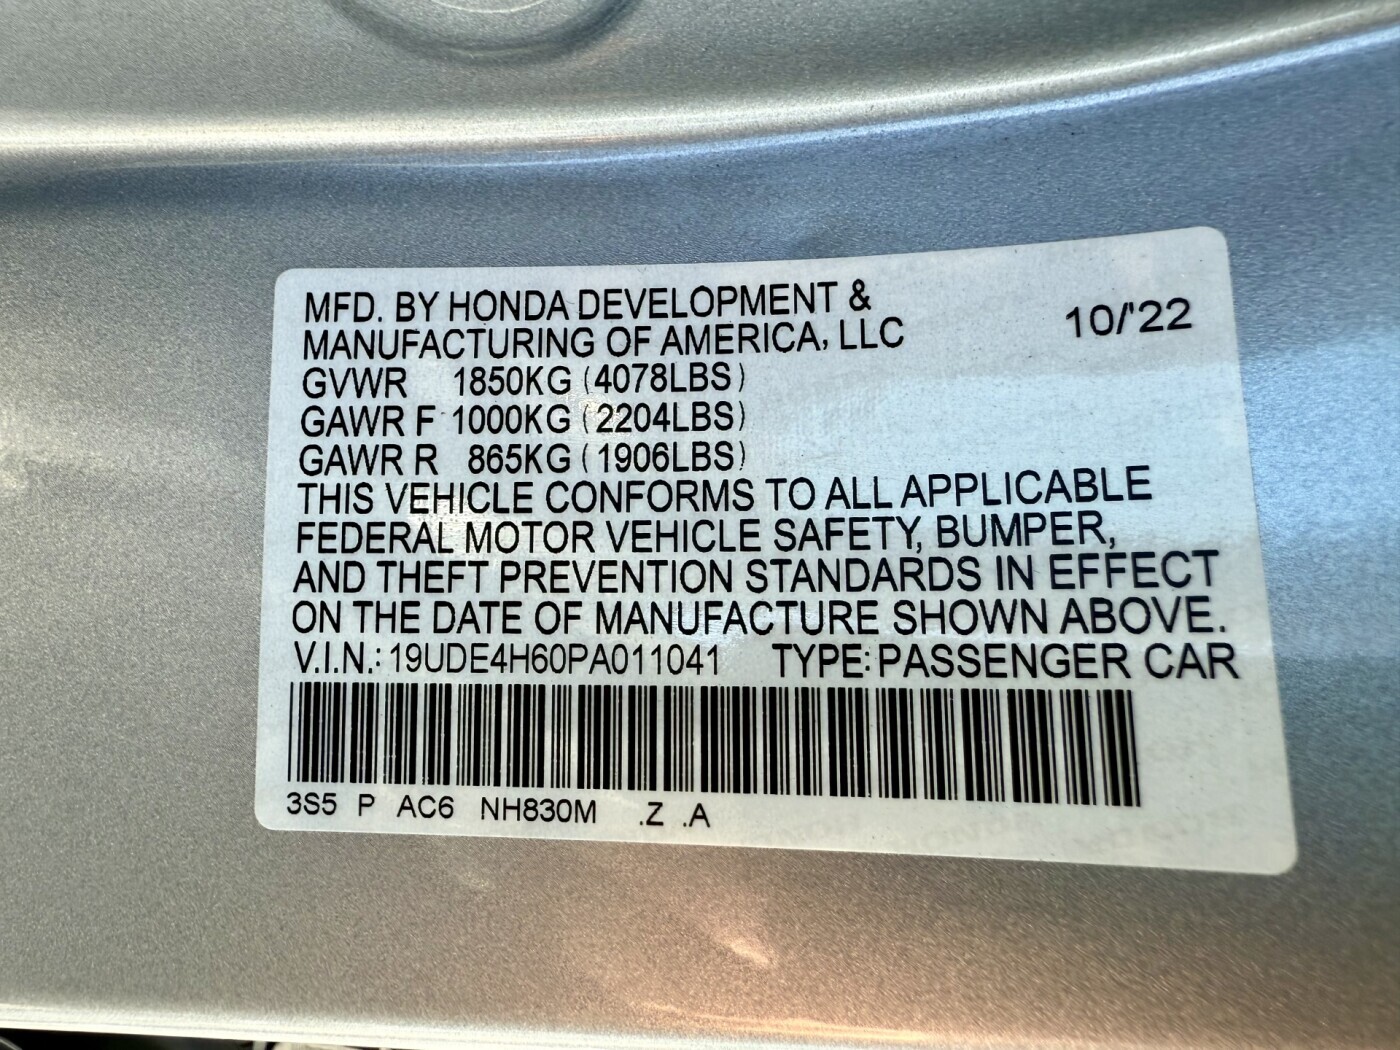 MFD. BY HONDA DEVELOPMENT &
MANUFACTURING OF AMERICA, LLC
10/'22
GVWR 1850KG (4078LBS)
GAWR F 1000KG (2204LBS)
GAWR R 865KG (1906LBS)
THIS VEHICLE CONFORMS TO ALL APPLICABLE
FEDERAL MOTOR VEHICLE SAFETY, BUMPER,
AND THEFT PREVENTION STANDARDS IN EFFECT
ON THE DATE OF MANUFACTURE SHOWN ABOVE.
V.I.N.: 19UDE4H60PA011041 TYPE: PASSENGER CAR
3S5 P AC6 NH830M .Z .A